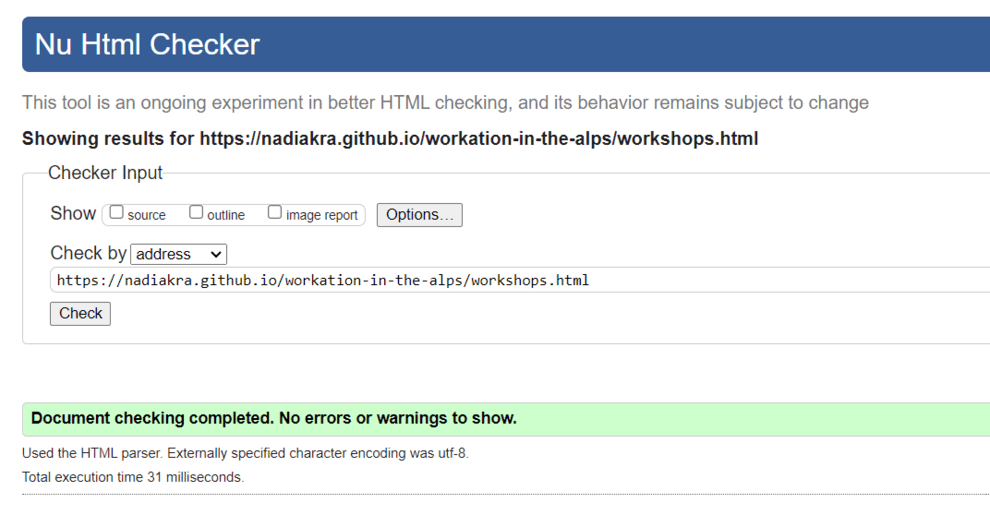 Nu Html Checker
This tool is an ongoing experiment in better HTML checking, and its behavior remains subject to change
Showing results for https://nadiakra.github.io/workation-in-the-alps/workshops.html
Checker Input
Show source outline image report Options...
Check by address
https://nadiakra.github.io/workation-in-the-alps/workshops.html
Check
Document checking completed. No errors or warnings to show.
Used the HTML parser. Externally specified character encoding was utf-8.
Total execution time 31 milliseconds.